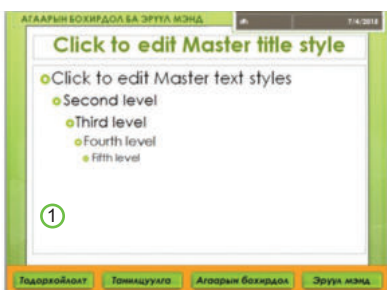 АГААРЫН БОХИРДОЛ БА ЭРҮҮЛ МЭНД
7/4/2018
Click to edit Master title style
Click to edit Master text styles
Second level
Third level
Fourth level
Fifth level
1
Тодорхойлолт Танилцуулга Агаарын бохирдол Эрүүл мэнд